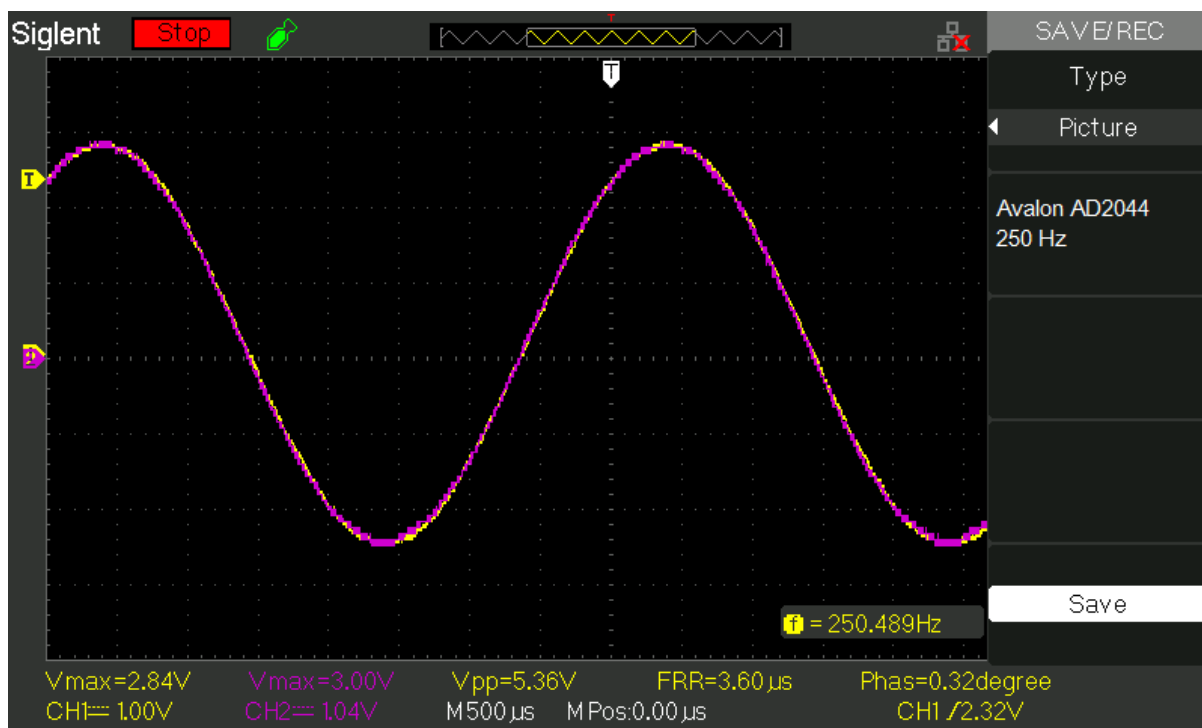 Siglent Stop T SAVE/REC
T
Type
Picture
T
Avalon AD2044
250 Hz
Save
f = 250.489Hz
Vmax=2.84V Vmax=3.00V Vpp=5.36V FRR=3.60µs Phas=0.32degree
CH1 1.00V CH2 1.04V M500µs MPos:0.00µs CH1 /2.32V